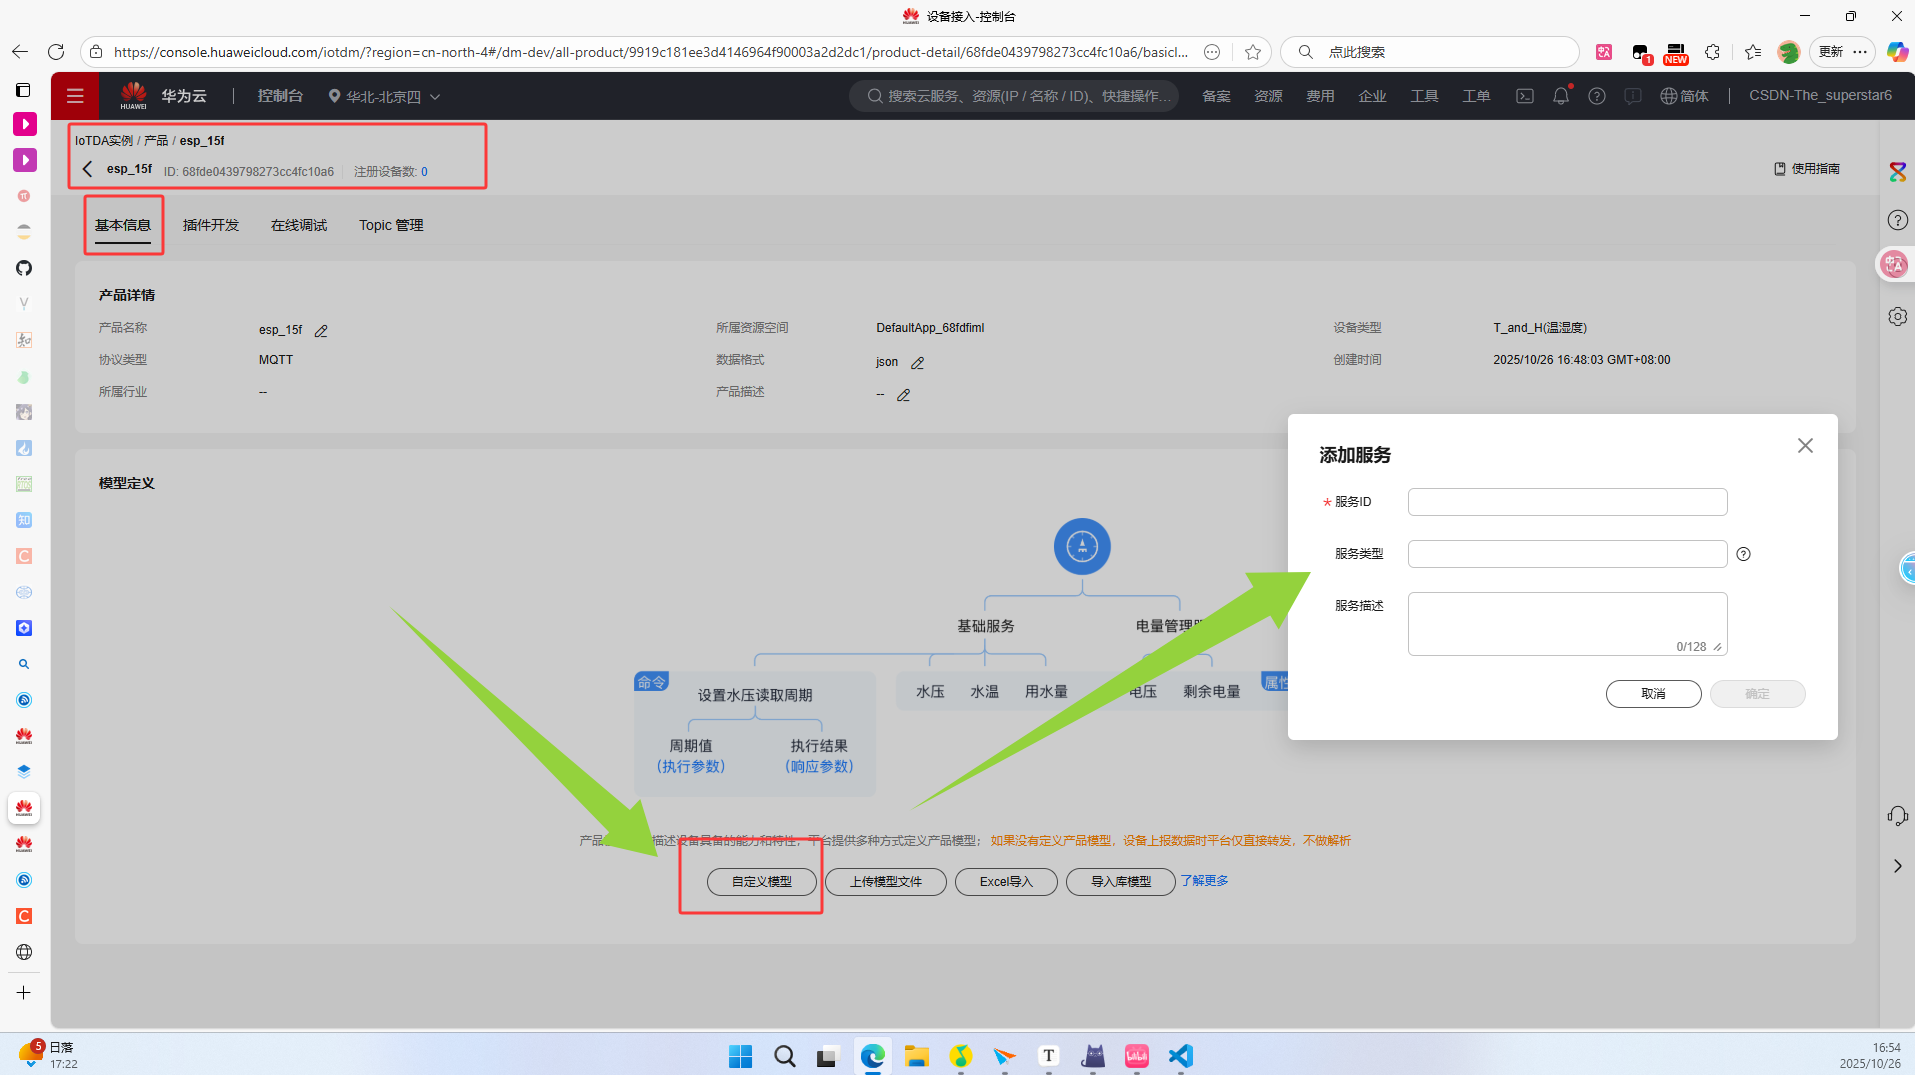 设备接入-控制台
https://console.huaweicloud.com/iotdm/?region=cn-north-4#/dm-dev/all-product/9919c181ee3d4146964f90003a2d2dc1/product-detail/68fde0439798273cc4fc10a6/basicl...
点此搜索
1
NEW
更新
HUAWEI
华为云
控制台
华北-北京四
搜索云服务、资源(IP / 名称 / ID)、快捷操作...
备案
资源
费用
企业
工具
工单
简体
CSDN-The_superstar6
IoTDA实例 / 产品 / esp_15f
esp_15f
ID: 68fde0439798273cc4fc10a6
注册设备数: 0
使用指南
基本信息
插件开发
在线调试
Topic 管理
产品详情
产品名称
esp_15f
所属资源空间
DefaultApp_68fdfiml
设备类型
T_and_H(温湿度)
协议类型
MQTT
数据格式
json
创建时间
2025/10/26 16:48:03 GMT+08:00
所属行业
--
产品描述
--
模型定义
基础服务
电量管理
命令
设置水压读取周期
周期值
(执行参数)
执行结果
(响应参数)
水压
水温
用水量
电压
剩余电量
属性
添加服务
* 服务ID
服务类型
服务描述
0/128
取消
确定
产品
描述设备具备的能力和特性，平台提供多种方式定义产品模型；
如果没有定义产品模型，设备上报数据时平台仅直接转发，不做解析
自定义模型
上传模型文件
Excel导入
导入库模型
了解更多
5
日落
17:22
16:54
2025/10/26